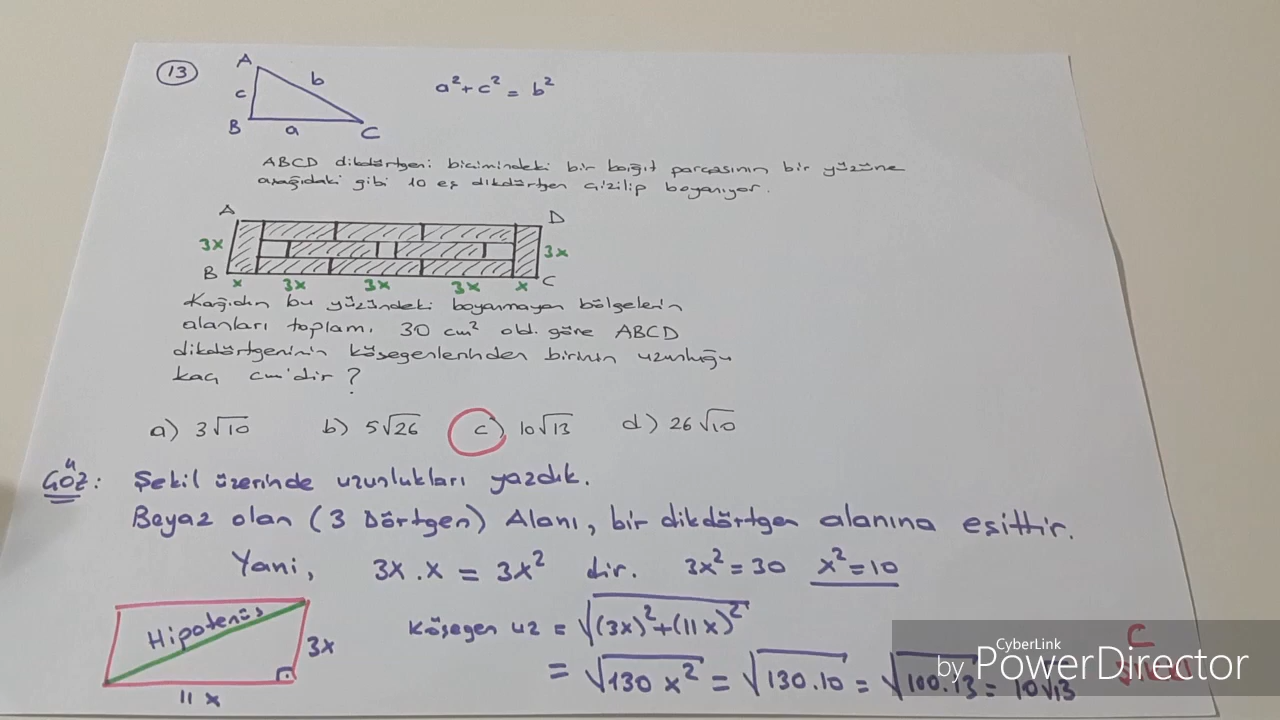 13
A
c b
B a C
a² + c² = b²
ABCD dikdörtgeni biçimindeki bir kağıt parçasının bir yüzüne
aşağıdaki gibi 10 eş dikdörtgen çizilip boyanıyor.
A D
3x 3x
B x 3x 3x 3x x C
Kağıdın bu yüzündeki boyanmayan bölgelerin
alanları toplamı 30 cm² old. göre ABCD
dikdörtgeninin köşegenlerinden birinin uzunluğu
kaç cm'dir ?
a) 3√10 b) 5√26 c) 10√13 d) 26√10
ÇÖZ: Şekil üzerinde uzunlukları yazdık.
Beyaz olan (3 Dörtgen) Alanı, bir dikdörtgen alanına eşittir.
Yani, 3x.x = 3x² dir. 3x² = 30 x² = 10
Hipotenüs 3x
11x
Köşegen uz = √(3x)²+(11x)²
= √130x² = √130.10 = √100.13 = 10√13
C
CyberLink
by PowerDirector